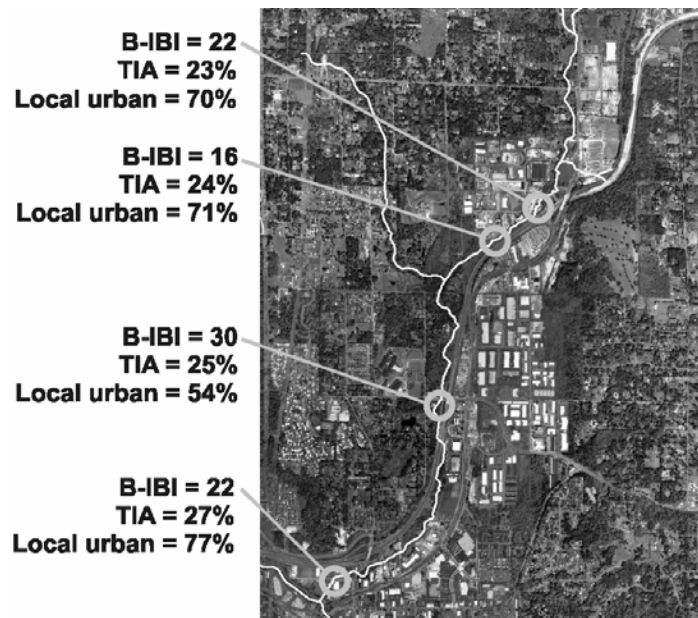 B-IBI = 22
TIA = 23%
Local urban = 70%
B-IBI = 16
TIA = 24%
Local urban = 71%
B-IBI = 30
TIA = 25%
Local urban = 54%
B-IBI = 22
TIA = 27%
Local urban = 77%